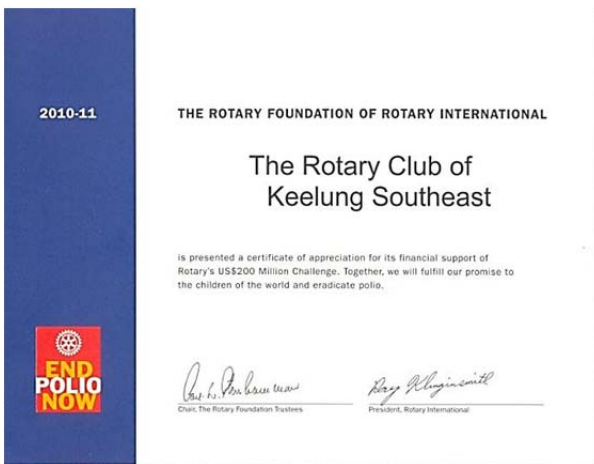 2010-11
THE ROTARY FOUNDATION OF ROTARY INTERNATIONAL
The Rotary Club of
Keelung Southeast
is presented a certificate of appreciation for its financial support of
Rotary's US$200 Million Challenge. Together, we will fulfill our promise to
the children of the world and eradicate polio.
END
POLIO
NOW
Ray Klinginsmith
Chair, The Rotary Foundation Trustees
President, Rotary International